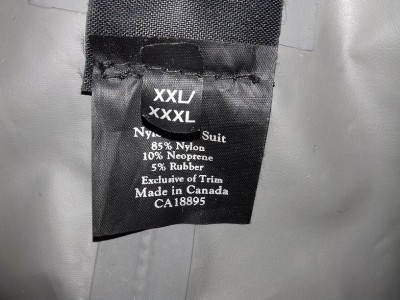 XXL/
XXXL
Suit
85% Nylon
10% Neoprene
5% Rubber
Exclusive of Trim
Made in Canada
CA18895